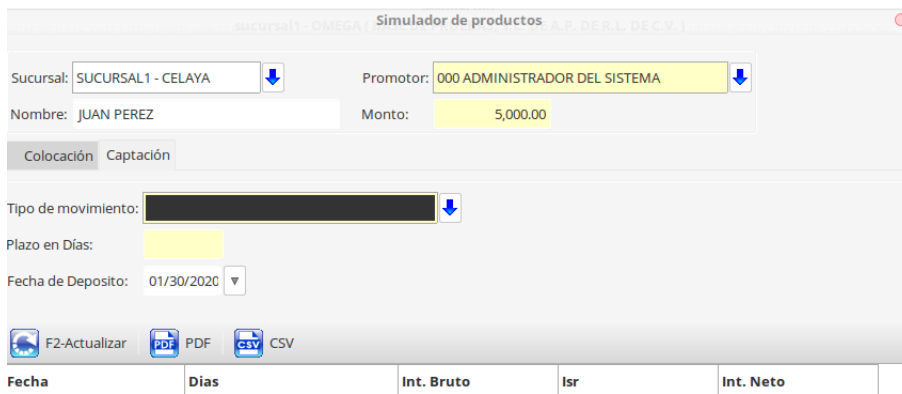 Simulador de productos
Sucursal: SUCURSAL1 - CELAYA Promotor: 000 ADMINISTRADOR DEL SISTEMA
Nombre: JUAN PEREZ Monto: 5,000.00
Colocación Captación
Tipo de movimiento:
Plazo en Días:
Fecha de Deposito: 01/30/2020
F2-Actualizar PDF PDF CSV CSV
Fecha Dias Int. Bruto Isr Int. Neto